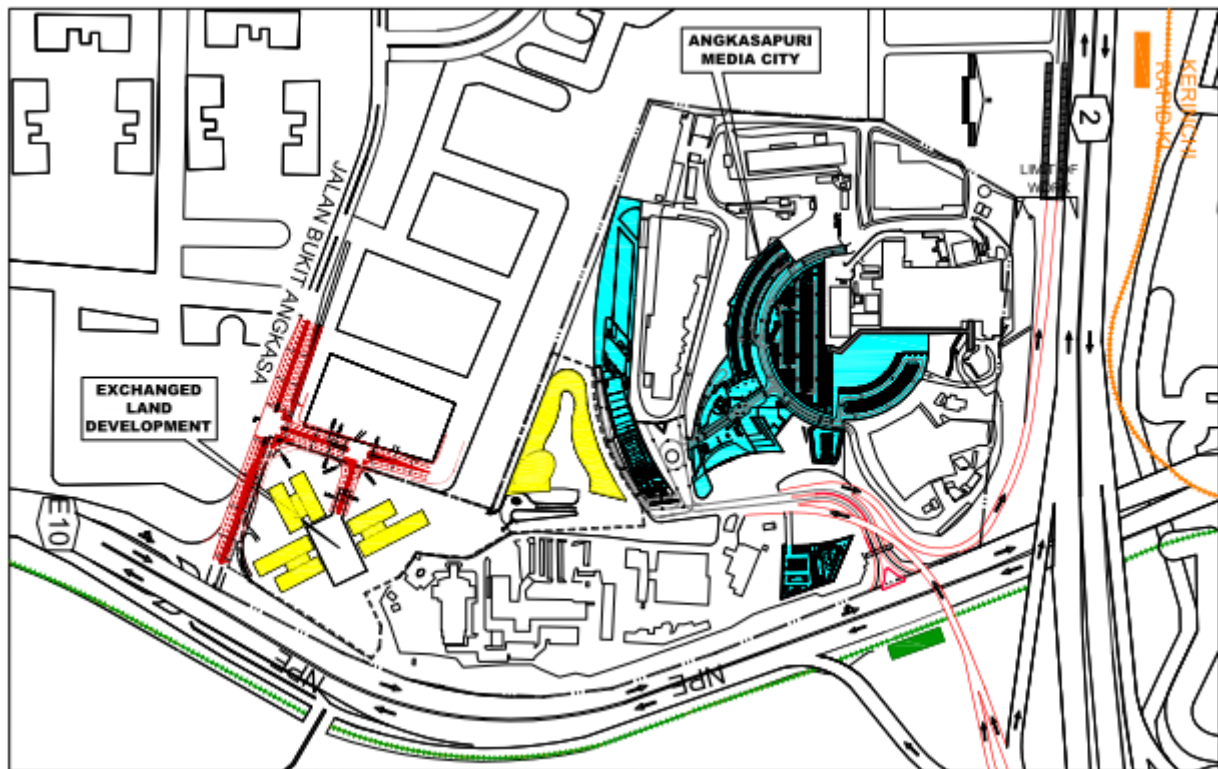 ANGKASAPURI
MEDIA CITY
KERINCHI
RAPID KL
2
LIMIT OF
WORK
JALAN BUKIT ANGKASA
EXCHANGED
LAND
DEVELOPMENT
E10
NPE
NPE